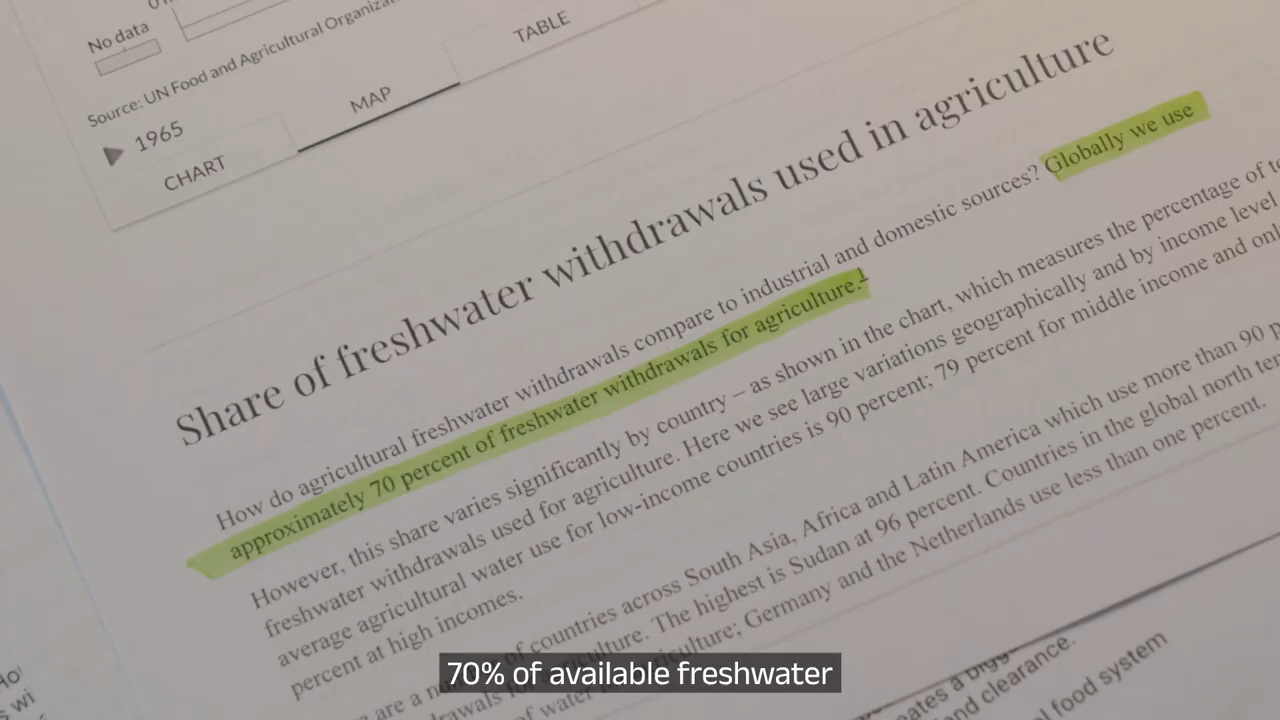 No data
Source: UN Food and Agricultural
1965
CHART
MAP
TABLE
Share of freshwater withdrawals used in agriculture
How do agricultural freshwater withdrawals compare to industrial and domestic sources? Globally we use
approximately 70 percent of freshwater withdrawals for agriculture.1
However, this share varies significantly by country – as shown in the chart, which measures the percentage of
freshwater withdrawals used for agriculture. Here we see large variations geographically and by income level
average agricultural water use for low-income countries is 90 percent; 79 percent for middle income and
percent at high incomes.
are a of countries across South Asia, Africa and Latin America which use more than 90
The highest is Sudan at 96 percent. Countries in the global north
of water Germany and the Netherlands use less than one percent.
and clearance.
food system
70% of available freshwater